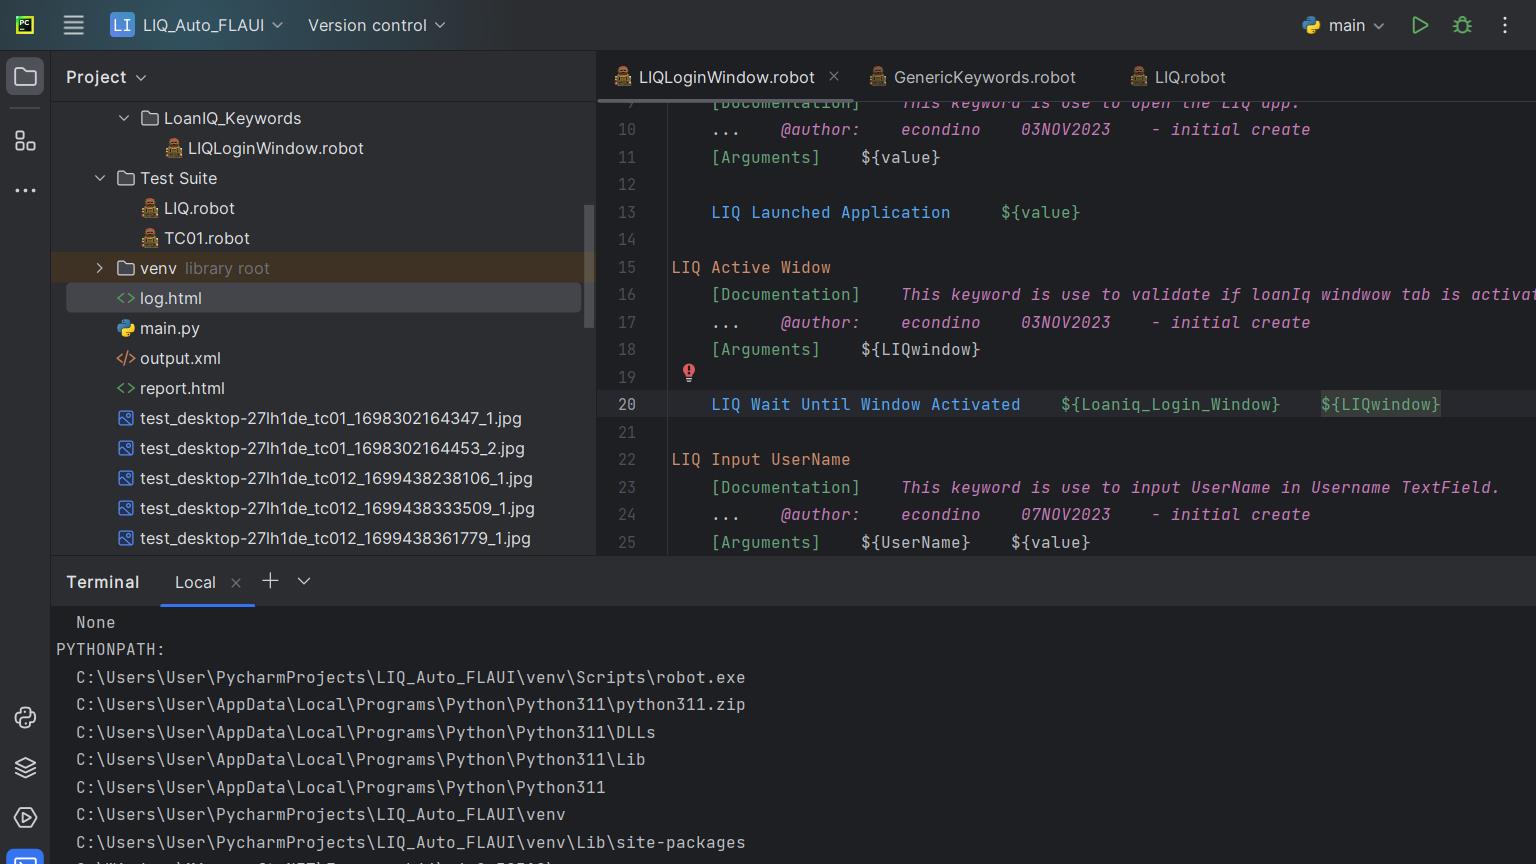 PC
LI LIQ_Auto_FLAUI Version control main
Project
LoanIQ_Keywords
LIQLoginWindow.robot
Test Suite
LIQ.robot
TC01.robot
venv library root
log.html
main.py
output.xml
report.html
test_desktop-27lh1de_tc01_1698302164347_1.jpg
test_desktop-27lh1de_tc01_1698302164453_2.jpg
test_desktop-27lh1de_tc012_1699438238106_1.jpg
test_desktop-27lh1de_tc012_1699438333509_1.jpg
test_desktop-27lh1de_tc012_1699438361779_1.jpg
LIQLoginWindow.robot GenericKeywords.robot LIQ.robot
9 [Documentation] This keyword is use to open the LIQ app.
10 ... @author: econdino 03NOV2023 - initial create
11 [Arguments] ${value}
12
13 LIQ Launched Application ${value}
14
15 LIQ Active Widow
16 [Documentation] This keyword is use to validate if loanIq windwow tab is activat
17 ... @author: econdino 03NOV2023 - initial create
18 [Arguments] ${LIQwindow}
19
20 LIQ Wait Until Window Activated ${Loaniq_Login_Window} ${LIQwindow}
21
22 LIQ Input UserName
23 [Documentation] This keyword is use to input UserName in Username TextField.
24 ... @author: econdino 07NOV2023 - initial create
25 [Arguments] ${UserName} ${value}
Terminal Local
None
PYTHONPATH:
C:\Users\User\PycharmProjects\LIQ_Auto_FLAUI\venv\Scripts\robot.exe
C:\Users\User\AppData\Local\Programs\Python\Python311\python311.zip
C:\Users\User\AppData\Local\Programs\Python\Python311\DLLs
C:\Users\User\AppData\Local\Programs\Python\Python311\Lib
C:\Users\User\AppData\Local\Programs\Python\Python311
C:\Users\User\PycharmProjects\LIQ_Auto_FLAUI\venv
C:\Users\User\PycharmProjects\LIQ_Auto_FLAUI\venv\Lib\site-packages